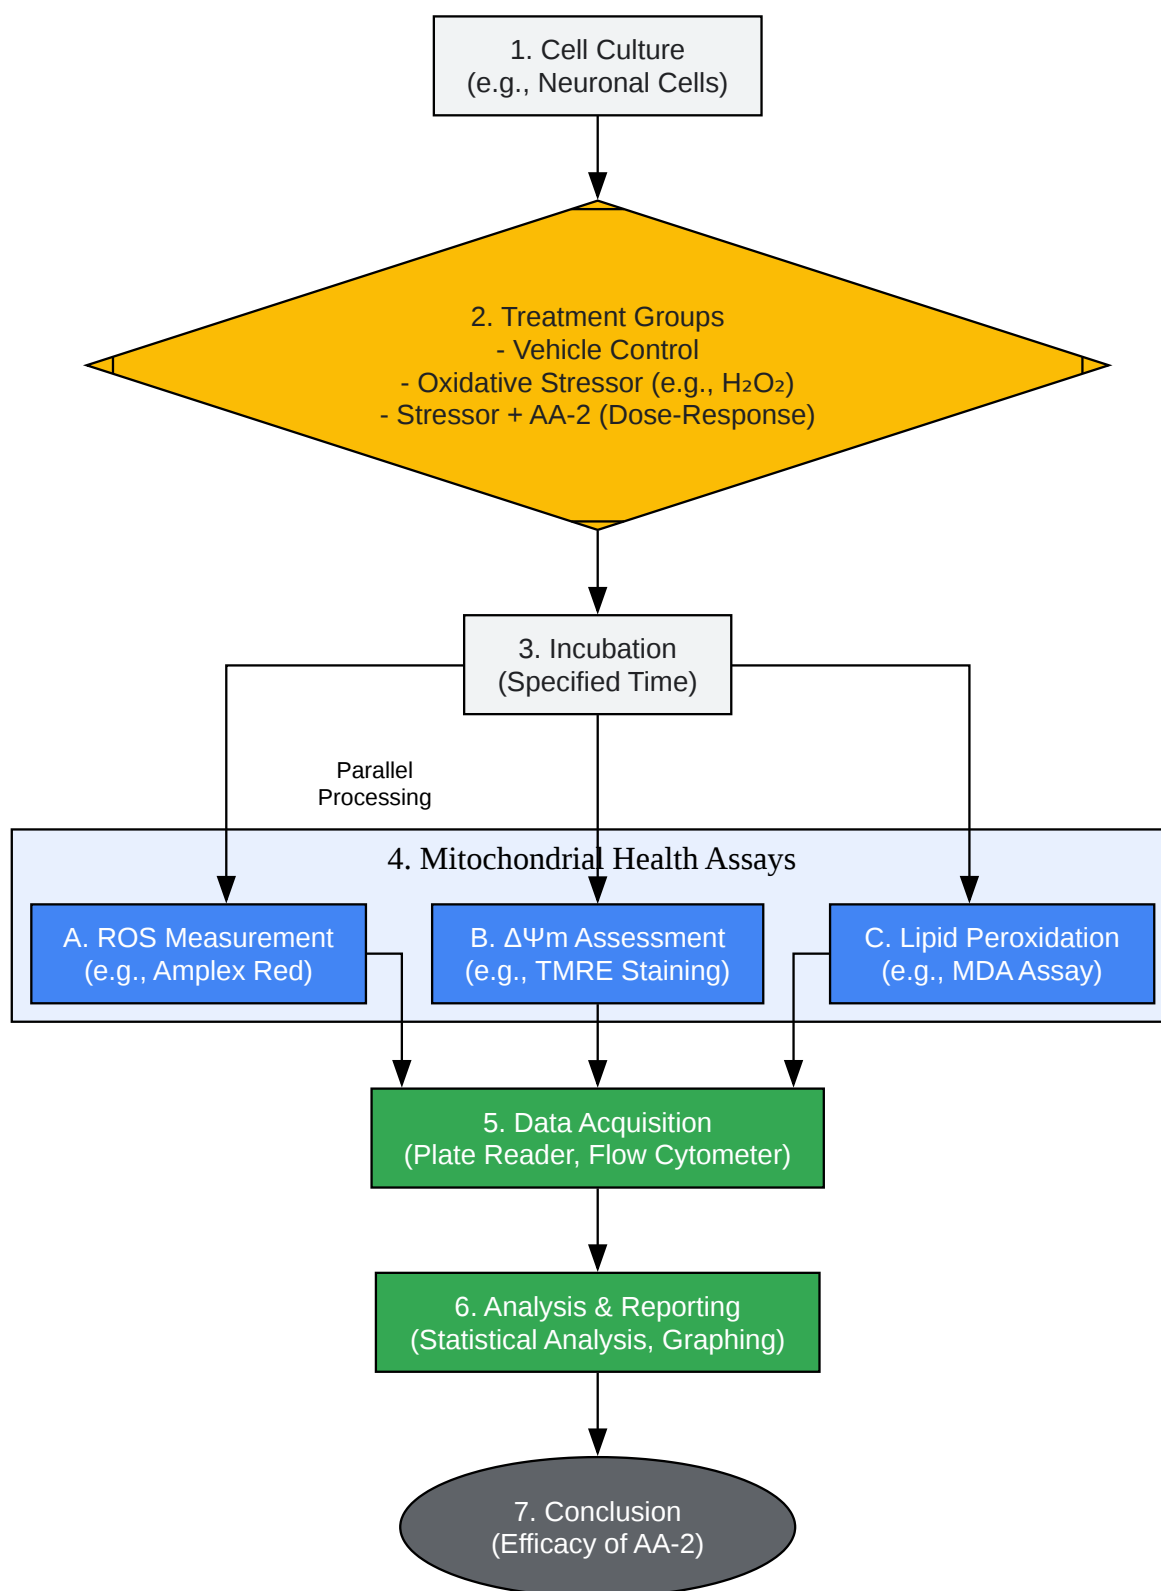 1. Cell Culture
(e.g., Neuronal Cells)
2. Treatment Groups
- Vehicle Control
- Oxidative Stressor (e.g., H₂O₂)
- Stressor + AA-2 (Dose-Response)
3. Incubation
(Specified Time)
Parallel
Processing
4. Mitochondrial Health Assays
A. ROS Measurement
(e.g., Amplex Red)
B. ΔΨm Assessment
(e.g., TMRE Staining)
C. Lipid Peroxidation
(e.g., MDA Assay)
5. Data Acquisition
(Plate Reader, Flow Cytometer)
6. Analysis & Reporting
(Statistical Analysis, Graphing)
7. Conclusion
(Efficacy of AA-2)